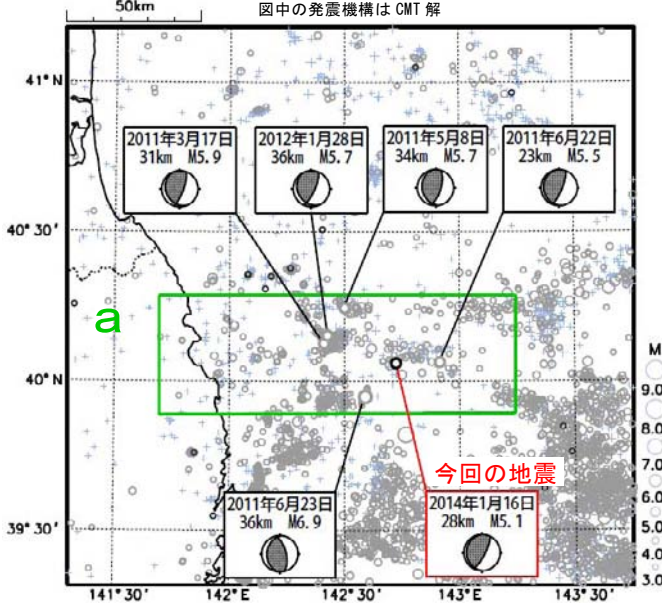 50km
図中の発震機構は CMT 解
41° N
2011年3月17日
31km M5.9
2012年1月28日
36km M5.7
2011年5月8日
34km M5.7
2011年6月22日
23km M5.5
40° 30′
a
40° N
M
9.0
8.0
7.0
6.0
5.0
4.0
3.0
今回の地震
2011年6月23日
36km M6.9
2014年1月16日
28km M5.1
39° 30′
141° 30′
142° E
142° 30′
143° E
143° 30′